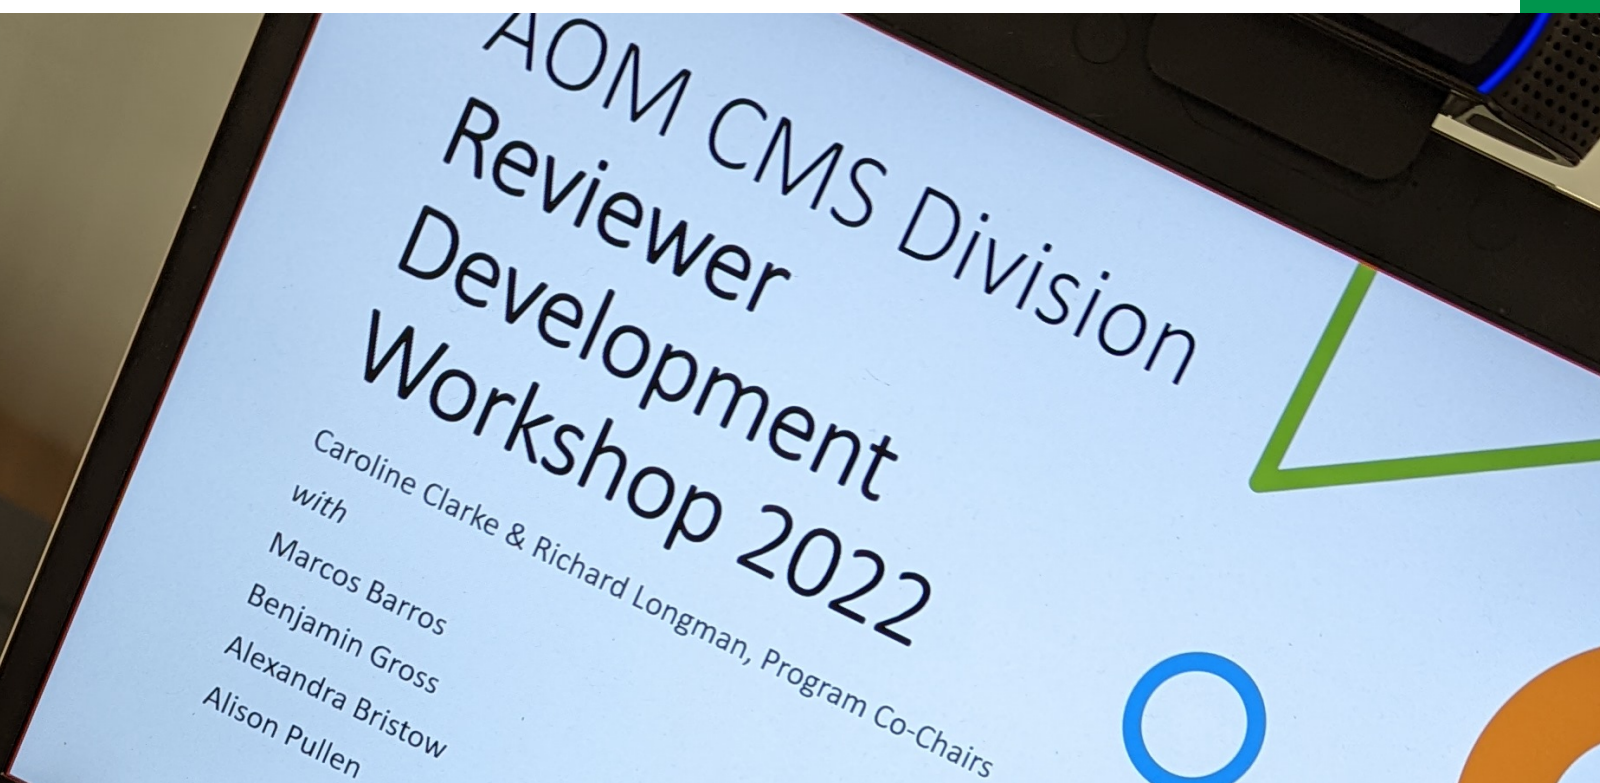 AOM CMS Division
Reviewer
Development
Workshop 2022
Caroline Clarke & Richard Longman, Program Co-Chairs
with
Marcos Barros
Benjamin Gross
Alexandra Bristow
Alison Pullen